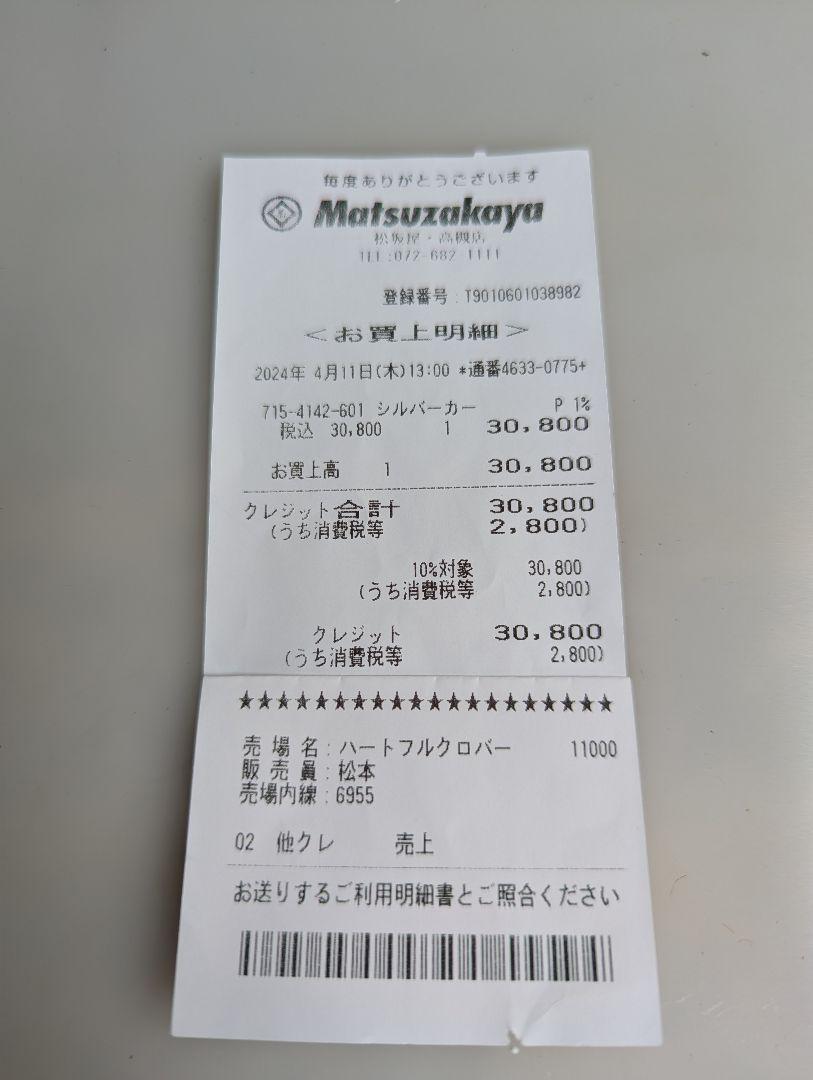 毎度ありがとうございます
Matsuzakaya
松坂屋・高槻店
TEL:072-682-1111
登録番号:T9010601038982
<お買上明細>
2024年 4月11日(木)13:00 *通番4633-0775+
715-4142-601 シルバーカー P 1%
税込 30,800 1 30,800
お買上高 1 30,800
クレジット合計 30,800
(うち消費税等 2,800)
10%対象 30,800
(うち消費税等 2,800)
クレジット 30,800
(うち消費税等 2,800)
★★★★★★★★★★★★★★★★★★★★
売場名:ハートフルクロバー 11000
販売員:松本
売場内線:6955
02 他クレ 売上
お送りするご利用明細書とご照合ください